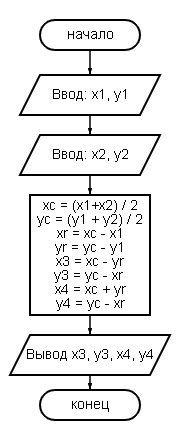 начало
Ввод: x1, y1
Ввод: x2, y2
xc = (x1+x2) / 2
yc = (y1 + y2) / 2
xr = xc - x1
yr = yc - y1
x3 = xc - yr
y3 = yc - xr
x4 = xc + yr
y4 = yc - xr
Вывод x3, y3, x4, y4
конец